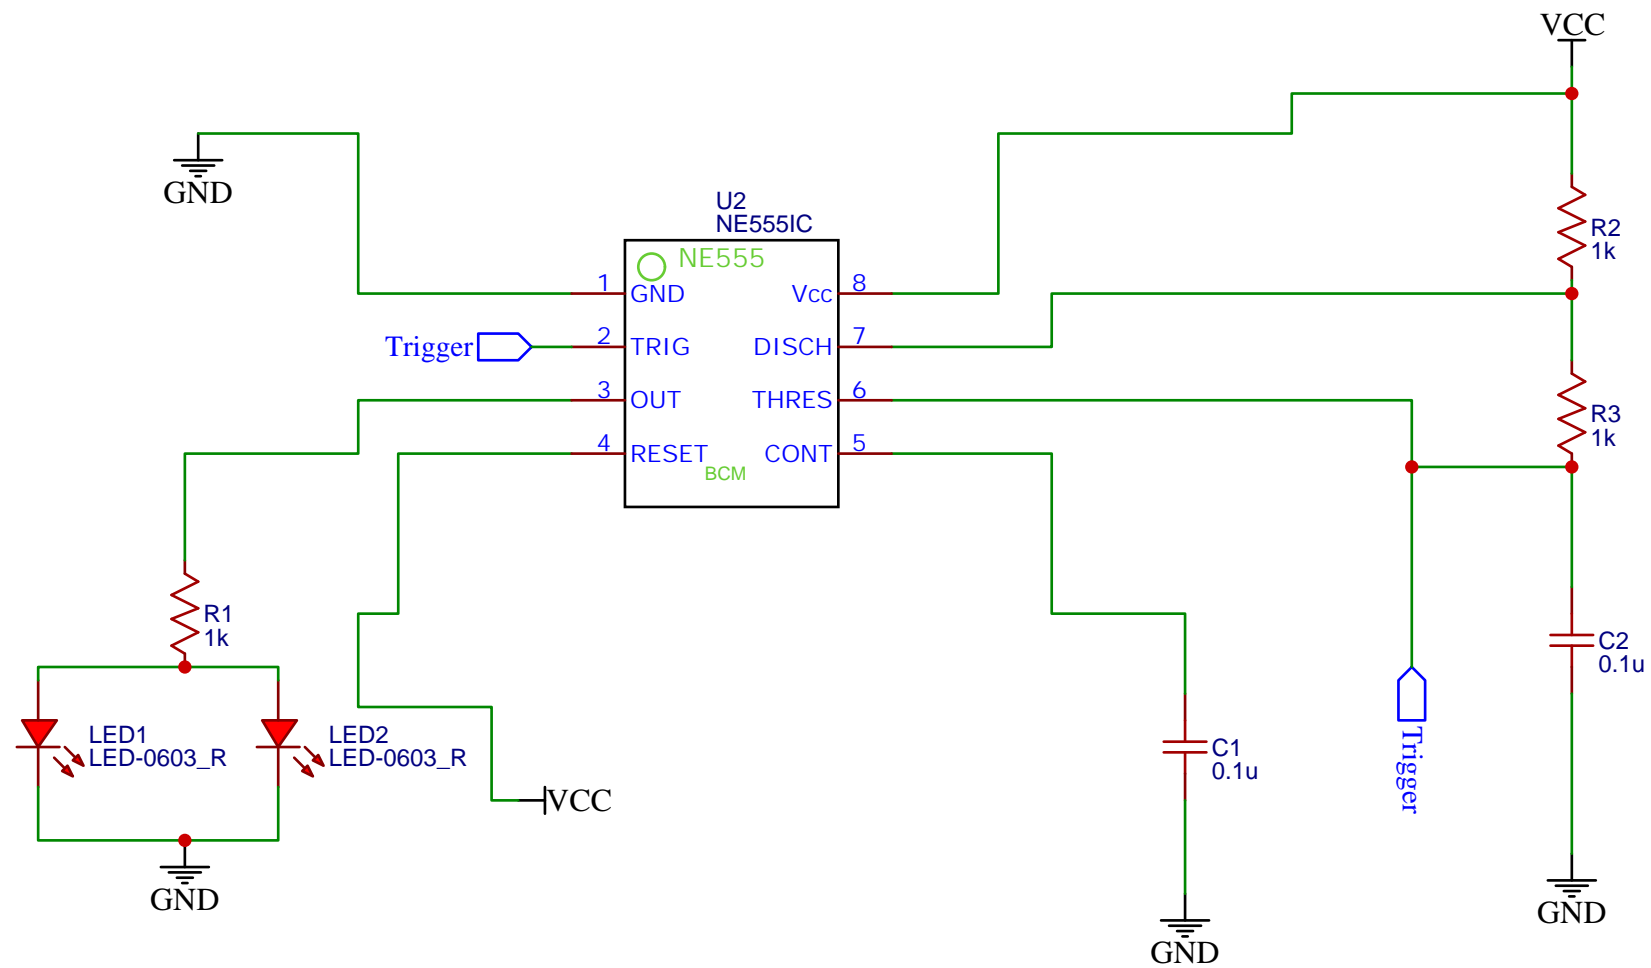 VCC
GND
U2
NE555IC
NE555
1
GND
Vcc
8
2
TRIG
DISCH
7
Trigger
3
OUT
THRES
6
4
RESET
CONT
5
BCM
R2
1k
R3
1k
R1
1k
LED1
LED-0603_R
LED2
LED-0603_R
VCC
GND
C1
0.1u
GND
Trigger
C2
0.1u
GND